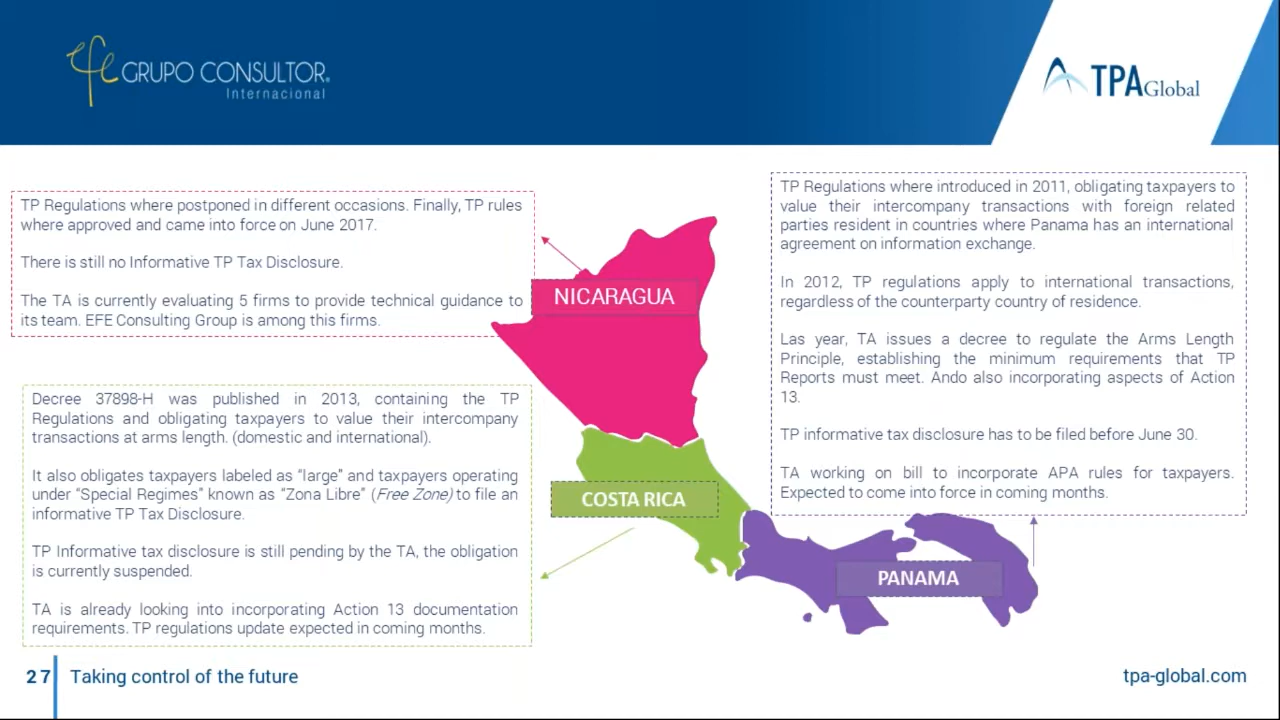 efe GRUPO CONSULTOR®
Internacional
TPA Global
TP Regulations where postponed in different occasions. Finally, TP rules
where approved and came into force on June 2017.
There is still no Informative TP Tax Disclosure.
The TA is currently evaluating 5 firms to provide technical guidance to
its team. EFE Consulting Group is among this firms.
NICARAGUA
Decree 37898-H was published in 2013, containing the TP
Regulations and obligating taxpayers to value their intercompany
transactions at arms length. (domestic and international).
It also obligates taxpayers labeled as “large” and taxpayers operating
under “Special Regimes” known as “Zona Libre” (Free Zone) to file an
informative TP Tax Disclosure.
TP Informative tax disclosure is still pending by the TA, the obligation
is currently suspended.
TA is already looking into incorporating Action 13 documentation
requirements. TP regulations update expected in coming months.
COSTA RICA
TP Regulations where introduced in 2011, obligating taxpayers to
value their intercompany transactions with foreign related
parties resident in countries where Panama has an international
agreement on information exchange.
In 2012, TP regulations apply to international transactions,
regardless of the counterparty country of residence.
Las year, TA issues a decree to regulate the Arms Length
Principle, establishing the minimum requirements that TP
Reports must meet. Ando also incorporating aspects of Action
13.
TP informative tax disclosure has to be filed before June 30.
TA working on bill to incorporate APA rules for taxpayers.
Expected to come into force in coming months.
PANAMA
27 Taking control of the future
tpa-global.com